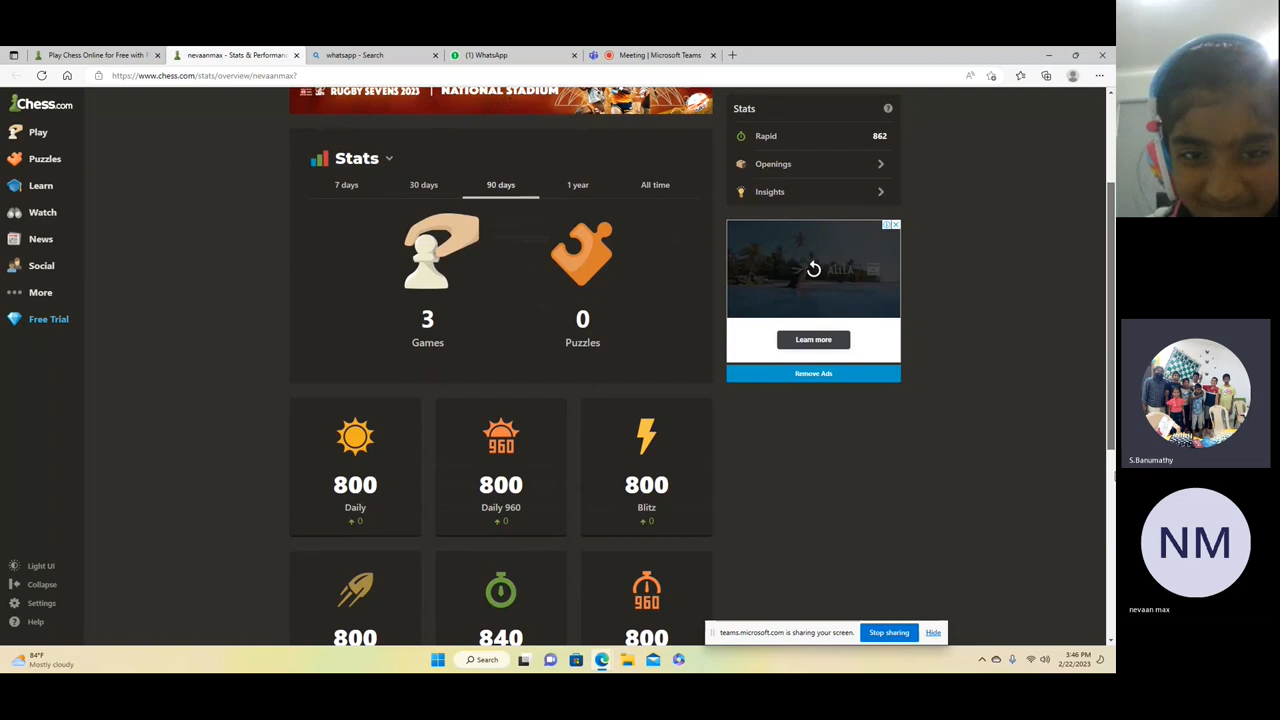 Play Chess Online for Free with F
nevaanmax - Stats & Performan
whatsapp - Search
(1) WhatsApp
Meeting | Microsoft Teams
https://www.chess.com/stats/overview/nevaanmax?
Chess.com
Play
Puzzles
Learn
Watch
News
Social
More
Free Trial
Light UI
Collapse
Settings
Help
RUGBY SEVENS 2023 NATIONAL STADIUM
Stats
7 days 30 days 90 days 1 year All time
3
Games
0
Puzzles
800
Daily
0
960
800
Daily 960
0
800
Blitz
0
800
840
960
800
Stats
Rapid 862
Openings
Insights
Learn more
Remove Ads
teams.microsoft.com is sharing your screen. Stop sharing Hide
84°F
Mostly cloudy
Search
3:46 PM
2/22/2023
S.Banumathy
NM
nevaan max